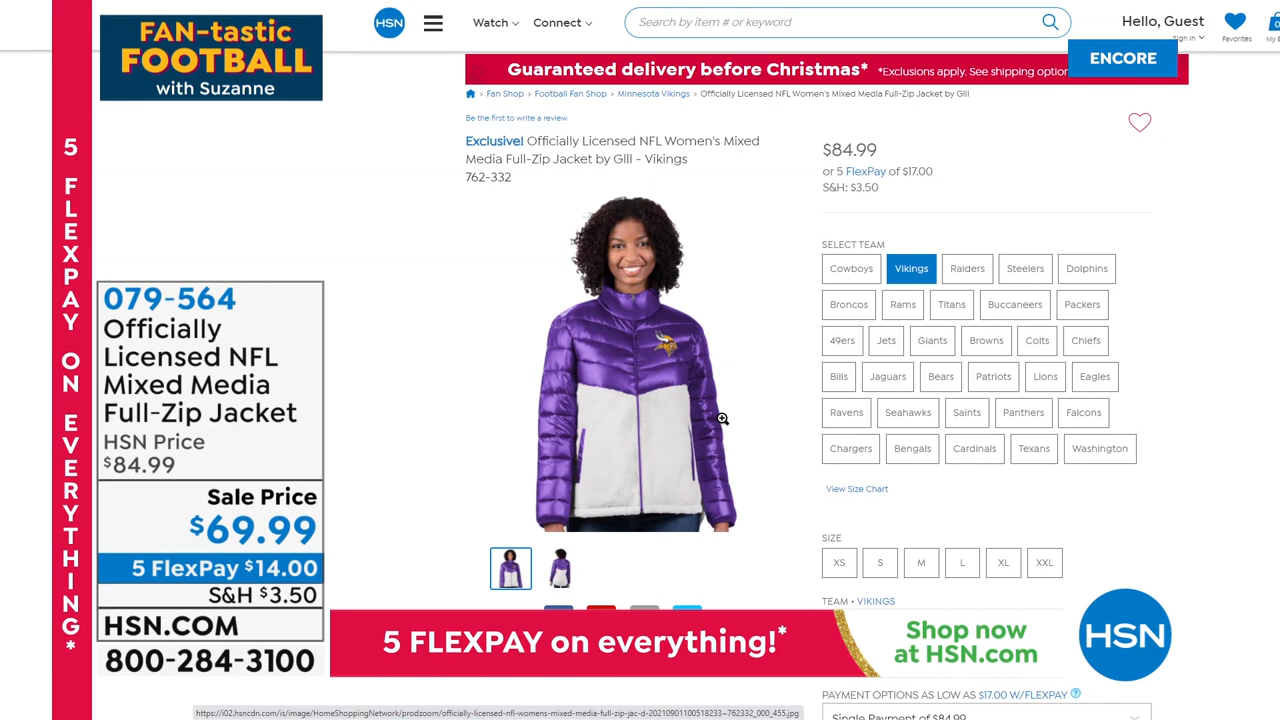 FAN-tastic
FOOTBALL
with Suzanne
5 FLEXPAY ON EVERYTHING!*
079-564
Officially
Licensed NFL
Mixed Media
Full-Zip Jacket
HSN Price
$84.99
Sale Price
$69.99
5 FlexPay $14.00
S&H $3.50
HSN.COM
800-284-3100
HSN
Watch
Connect
Search by item # or keyword
Hello, Guest
Sign In
Favorites
0
ENCORE
Guaranteed delivery before Christmas* *Exclusions apply. See shipping option
> Fan Shop > Football Fan Shop > Minnesota Vikings > Officially Licensed NFL Women's Mixed Media Full-Zip Jacket by GIII
Be the first to write a review
Exclusive! Officially Licensed NFL Women's Mixed
Media Full-Zip Jacket by GIII - Vikings
762-332
$84.99
or 5 FlexPay of $17.00
S&H: $3.50
SELECT TEAM
Cowboys Vikings Raiders Steelers Dolphins
Broncos Rams Titans Buccaneers Packers
49ers Jets Giants Browns Colts Chiefs
Bills Jaguars Bears Patriots Lions Eagles
Ravens Seahawks Saints Panthers Falcons
Chargers Bengals Cardinals Texans Washington
View Size Chart
SIZE
XS S M L XL XXL
TEAM - VIKINGS
5 FLEXPAY on everything!*
Shop now
at HSN.com
HSN
PAYMENT OPTIONS AS LOW AS $17.00 W/FLEXPAY ?
Single Payment of $84.99
https://i02.hsncdn.com/is/image/HomeShoppingNetwork/prodzoom/officially-licensed-nfl-womens-mixed-media-full-zip-jac-d-20210901100518233~762332_000_455.jpg